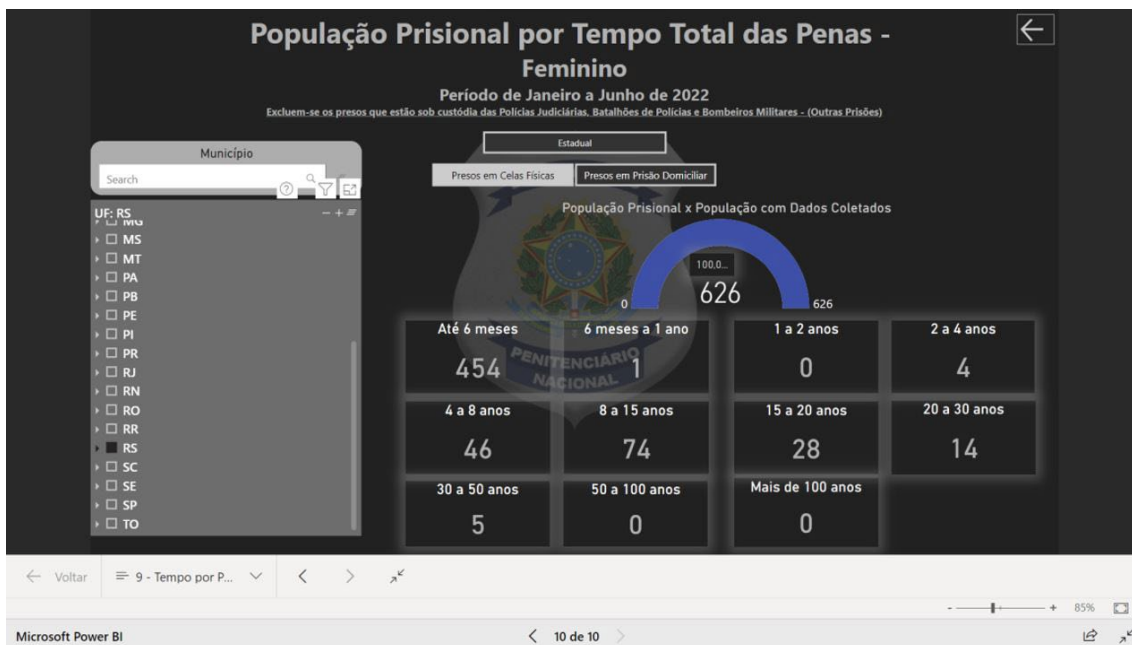 População Prisional por Tempo Total das Penas -
Feminino
Período de Janeiro a Junho de 2022
Excluem-se os presos que estão sob custódia das Polícias Judiciárias, Batalhões de Polícias e Bombeiros Militares - (Outras Prisões)
Município
Search
UF: RS
MG
MS
MT
PA
PB
PE
PI
PR
RJ
RN
RO
RR
RS
SC
SE
SP
TO
Estadual
Presos em Celas Físicas
Presos em Prisão Domiciliar
População Prisional x População com Dados Coletados
100,0...
0
626
626
PENITENCIÁRIO
NACIONAL
Até 6 meses
454
6 meses a 1 ano
1
1 a 2 anos
0
2 a 4 anos
4
4 a 8 anos
46
8 a 15 anos
74
15 a 20 anos
28
20 a 30 anos
14
30 a 50 anos
5
50 a 100 anos
0
Mais de 100 anos
0
Voltar
9 - Tempo por P...
- + 85%
Microsoft Power BI
10 de 10